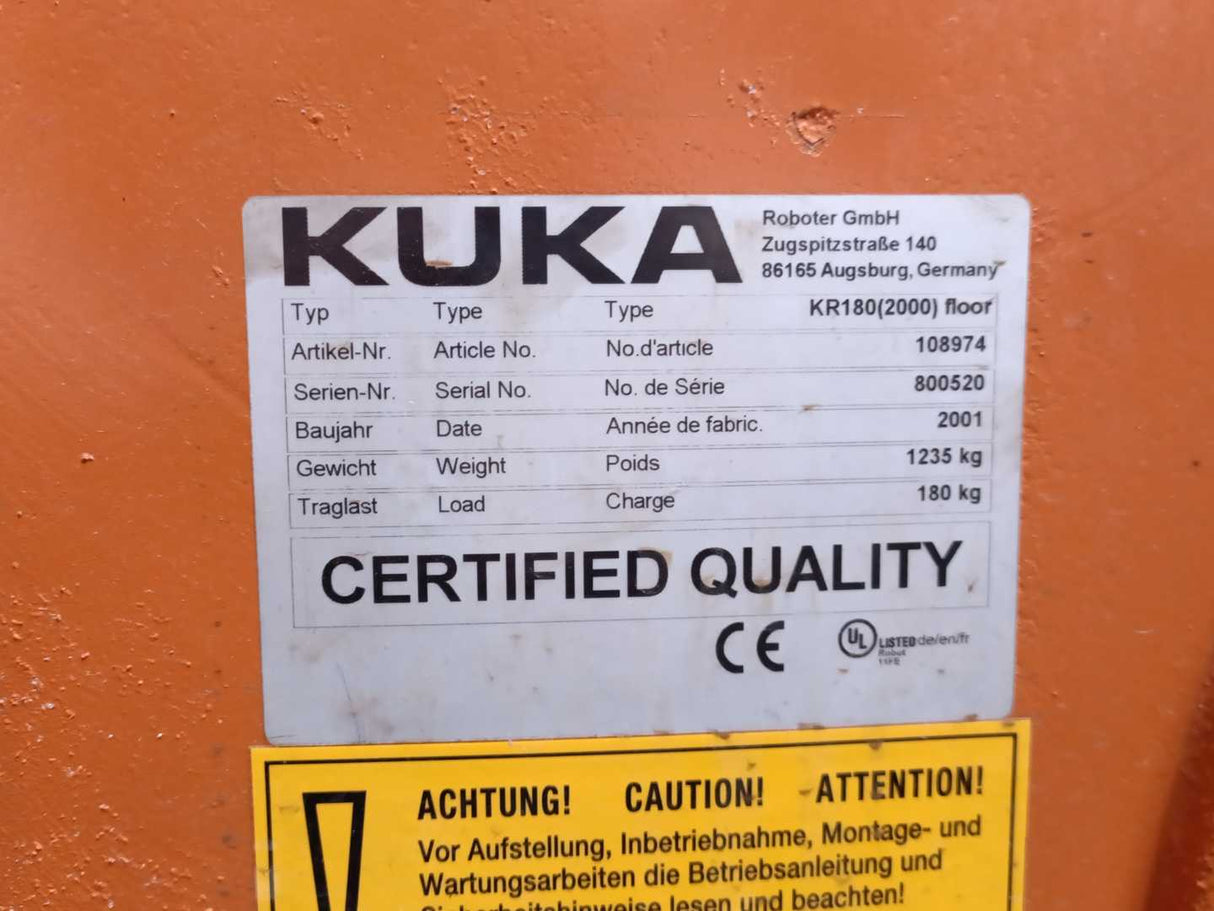 KUKA
Roboter GmbH
Zugspitzstraße 140
86165 Augsburg, Germany
Typ Type Type KR180(2000) floor
Artikel-Nr. Article No. No.d'article 108974
Serien-Nr. Serial No. No. de Série 800520
Baujahr Date Année de fabric. 2001
Gewicht Weight Poids 1235 kg
Traglast Load Charge 180 kg
CERTIFIED QUALITY
CE
UL LISTED de/en/fr
Robot
ACHTUNG! CAUTION! ATTENTION!
Vor Aufstellung, Inbetriebnahme, Montage- und
Wartungsarbeiten die Betriebsanleitung und
Sicherheitshinweise lesen und beachten!